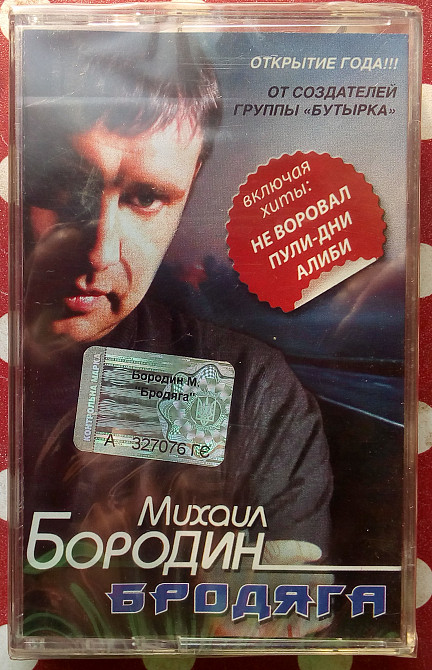 ОТКРЫТИЕ ГОДА!!!
ОТ СОЗДАТЕЛЕЙ
ГРУППЫ «БУТЫРКА»
включая
хиты:
НЕ ВОРОВАЛ
ПУЛИ-ДНИ
АЛИБИ
КОНТРОЛЬНА МАРКА
Бородин М.
"Бродяга"
А 327076 ГЄ
Михаил
БОРОДИН
БРОДЯГА